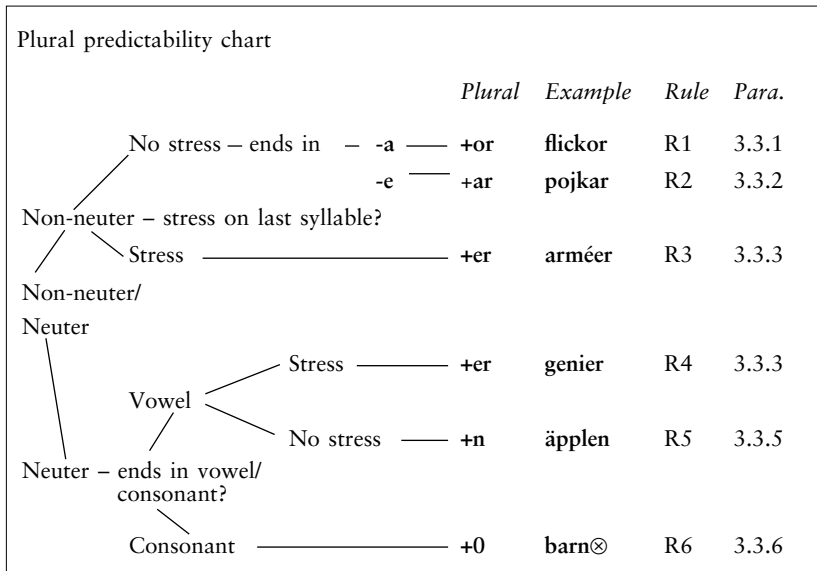 Plural predictability chart
Plural Example Rule Para.
No stress – ends in – -a — +or flickor R1 3.3.1
-e — +ar pojkar R2 3.3.2
Non-neuter – stress on last syllable?
Stress — +er arméer R3 3.3.3
Non-neuter/
Neuter
Stress — +er genier R4 3.3.3
Vowel
No stress — +n äpplen R5 3.3.5
Neuter – ends in vowel/
consonant?
Consonant — +0 barn⊗ R6 3.3.6